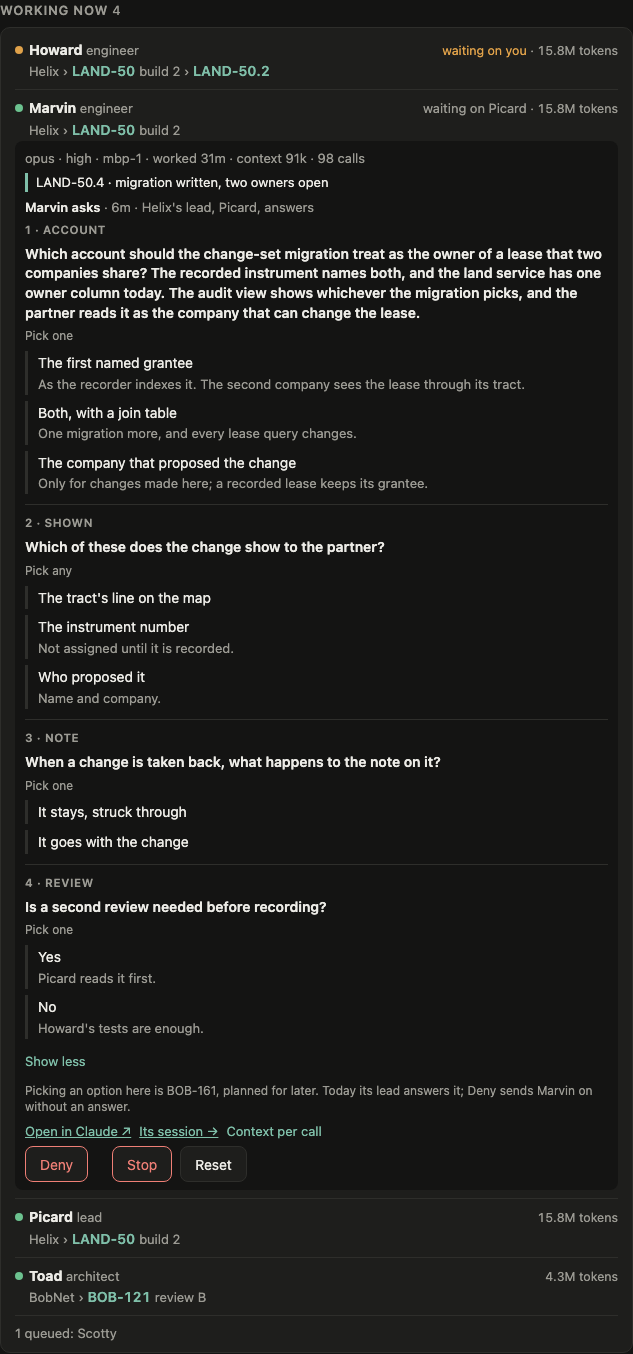 WORKING NOW 4
Howard engineer
waiting on you · 15.8M tokens
Helix › LAND-50 build 2 › LAND-50.2
Marvin engineer
waiting on Picard · 15.8M tokens
Helix › LAND-50 build 2
opus · high · mbp-1 · worked 31m · context 91k · 98 calls
LAND-50.4 · migration written, two owners open
Marvin asks · 6m · Helix's lead, Picard, answers
1 · ACCOUNT
Which account should the change-set migration treat as the owner of a lease that two
companies share? The recorded instrument names both, and the land service has one
owner column today. The audit view shows whichever the migration picks, and the
partner reads it as the company that can change the lease.
Pick one
The first named grantee
As the recorder indexes it. The second company sees the lease through its tract.
Both, with a join table
One migration more, and every lease query changes.
The company that proposed the change
Only for changes made here; a recorded lease keeps its grantee.
2 · SHOWN
Which of these does the change show to the partner?
Pick any
The tract's line on the map
The instrument number
Not assigned until it is recorded.
Who proposed it
Name and company.
3 · NOTE
When a change is taken back, what happens to the note on it?
Pick one
It stays, struck through
It goes with the change
4 · REVIEW
Is a second review needed before recording?
Pick one
Yes
Picard reads it first.
No
Howard's tests are enough.
Show less
Picking an option here is BOB-161, planned for later. Today its lead answers it; Deny sends Marvin on
without an answer.
Open in Claude ↗ Its session → Context per call
Deny Stop Reset
Picard lead
15.8M tokens
Helix › LAND-50 build 2
Toad architect
4.3M tokens
BobNet › BOB-121 review B
1 queued: Scotty